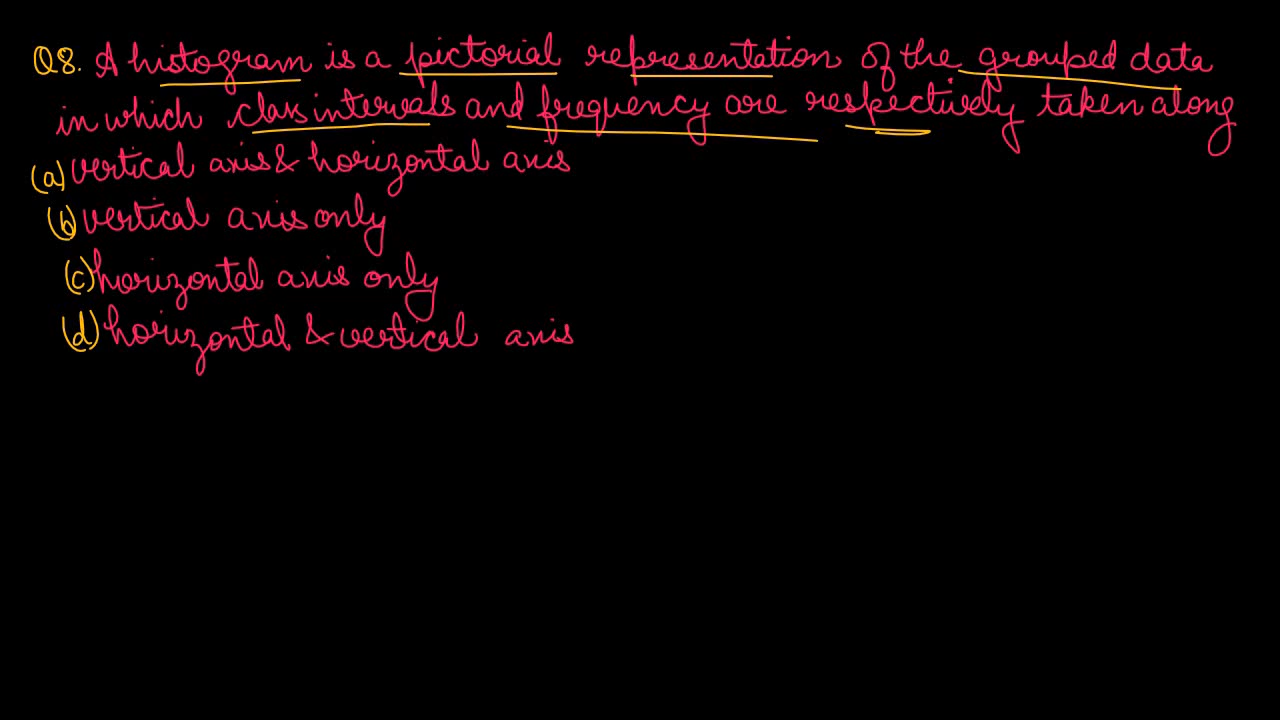 Q8. A histogram is a pictorial representation of the grouped data
in which class intervals and frequency are respectively taken along
(a) vertical axis & horizontal axis
(b) vertical axis only
(c) horizontal axis only
(d) horizontal & vertical axis